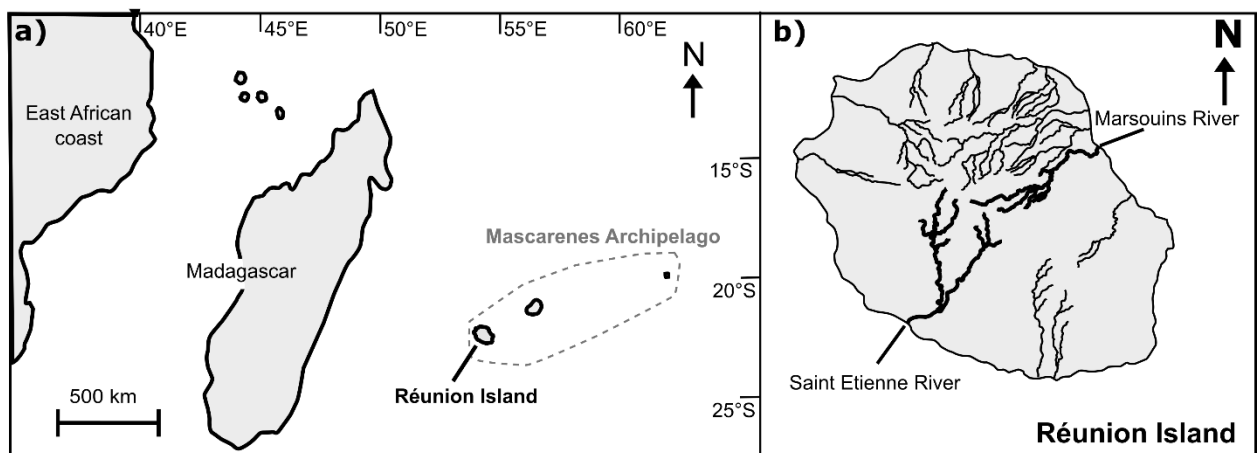 a)
40°E
45°E
50°E
55°E
60°E
N
East African
coast
15°S
Mascarenes Archipelago
Madagascar
20°S
Réunion Island
500 km
25°S
b)
N
Marsouins River
Saint Etienne River
Réunion Island